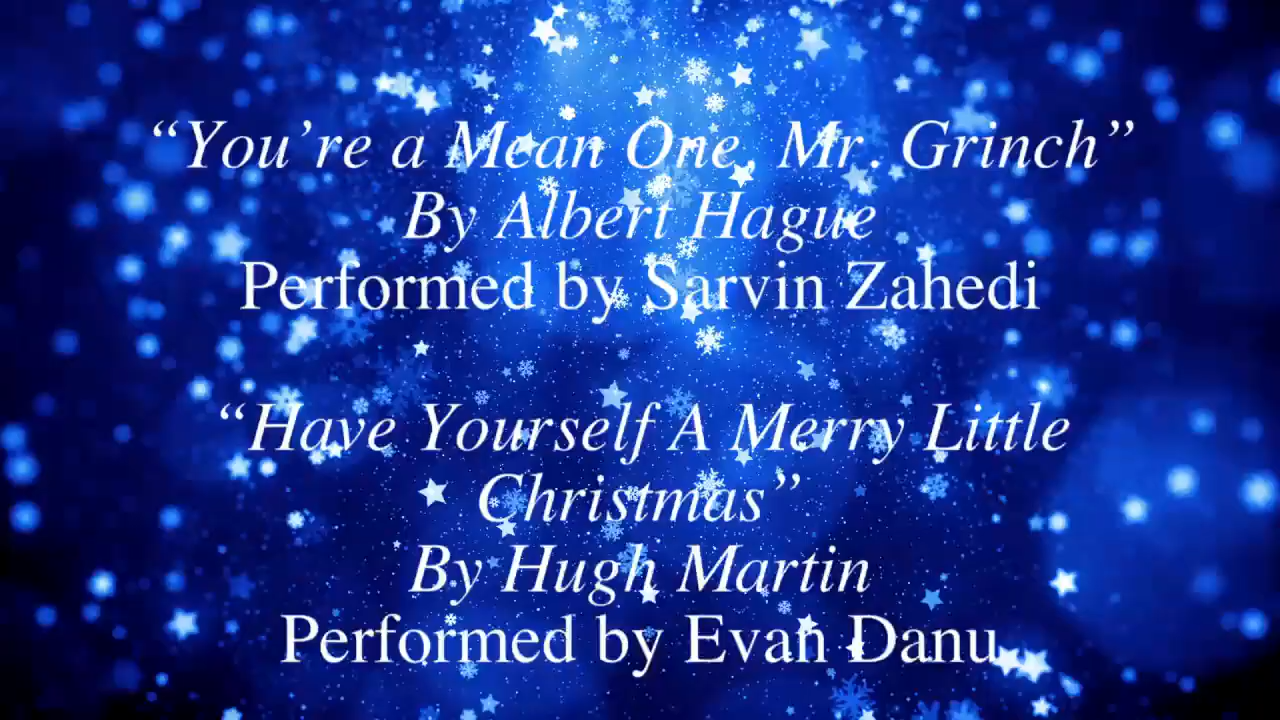 “You’re a Mean One, Mr. Grinch”
By Albert Hague
Performed by Sarvin Zahedi
“Have Yourself A Merry Little
Christmas”
By Hugh Martin
Performed by Evan Danu